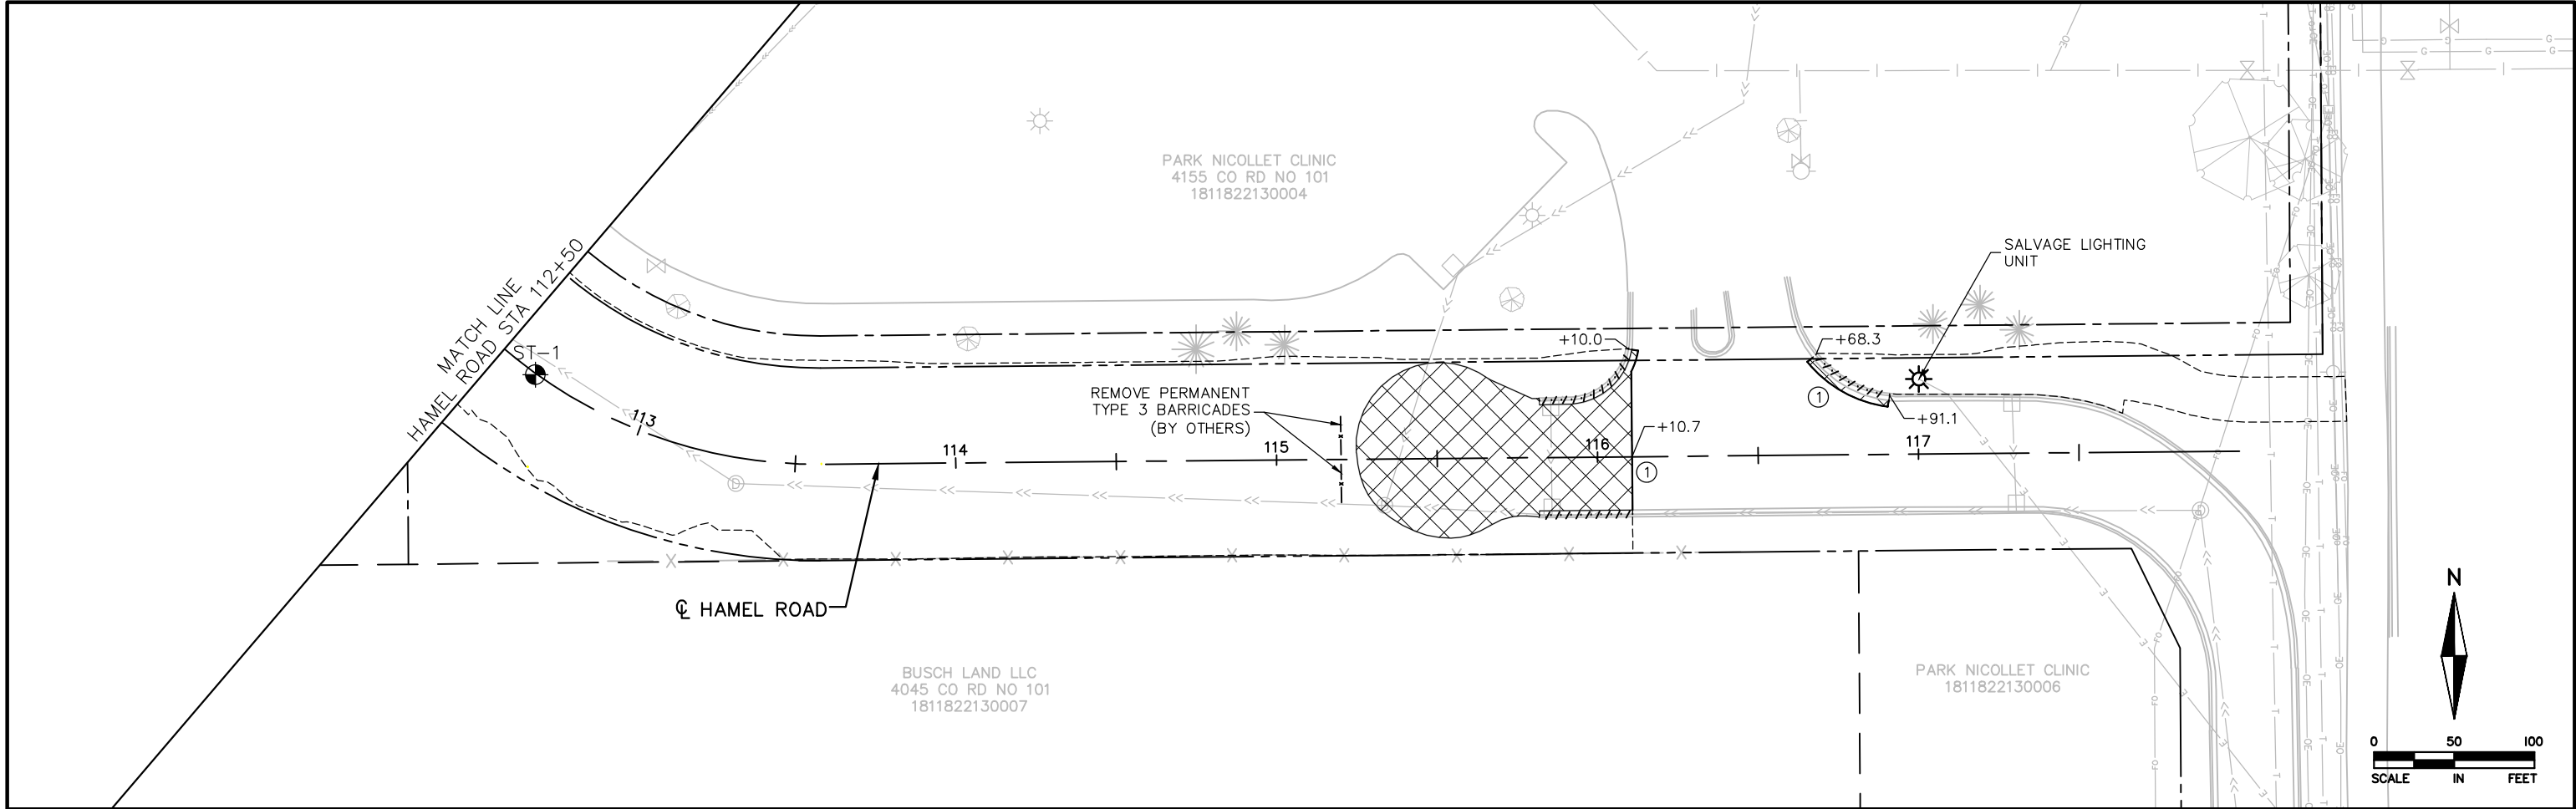 PARK NICOLLET CLINIC
4155 CO RD NO 101
1811822130004
SALVAGE LIGHTING
UNIT
MATCH LINE
HAMEL ROAD STA 112+50
ST-1
113
114
115
116
117
REMOVE PERMANENT
TYPE 3 BARRICADES
(BY OTHERS)
+10.0
+10.7
1
+68.3
1
+91.1
℄ HAMEL ROAD
BUSCH LAND LLC
4045 CO RD NO 101
1811822130007
PARK NICOLLET CLINIC
1811822130006
N
0 50 100
SCALE IN FEET